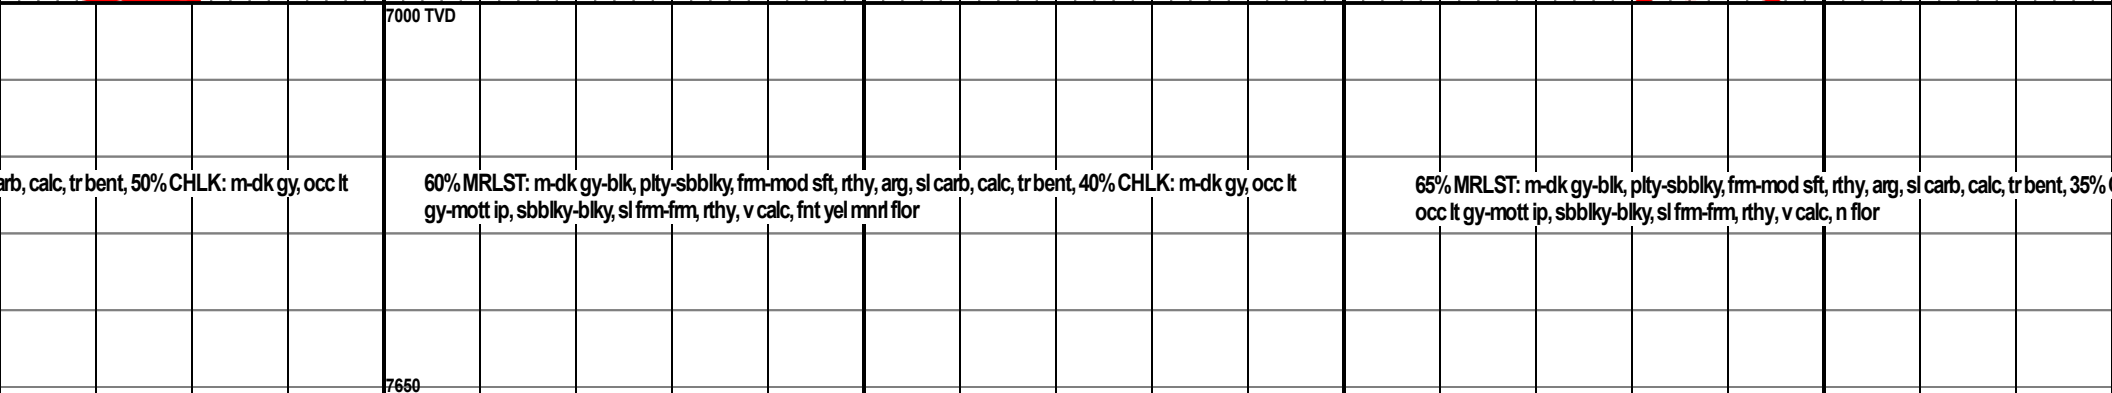 7000 TVD
arb, calc, tr bent, 50% CHLK: m-dk gy, occ lt
60% MRLST: m-dk gy-blk, plty-sbblky, frm-mod sft, rthy, arg, sl carb, calc, tr bent, 40% CHLK: m-dk gy, occ lt
gy-mott ip, sbblky-blky, sl frm-frm, rthy, v calc, fnt yel mnrl flor
65% MRLST: m-dk gy-blk, plty-sbblky, frm-mod sft, rthy, arg, sl carb, calc, tr bent, 35%
occ lt gy-mott ip, sbblky-blky, sl frm-frm, rthy, v calc, n flor
7650